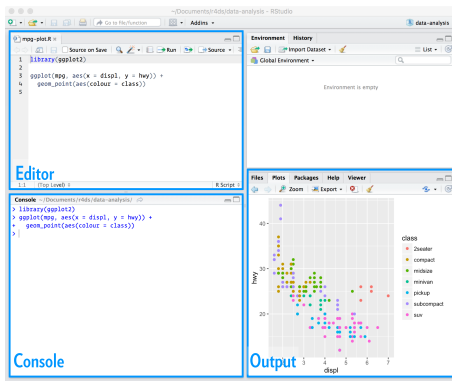 ~/Documents/r4ds/data-analysis - RStudio
Go to file/function
Addins
data-analysis
mpg-plot.R ×
Source on Save
Run
Source
1 library(ggplot2)
2
3 ggplot(mpg, aes(x = displ, y = hwy)) +
4   geom_point(aes(colour = class))
5
Editor
1:1 (Top Level) R Script
Console ~/Documents/r4ds/data-analysis/
> library(ggplot2)
> ggplot(mpg, aes(x = displ, y = hwy)) +
+   geom_point(aes(colour = class))
>
Console
Environment History
Import Dataset
List
Global Environment
Environment is empty
Files Plots Packages Help Viewer
Zoom Export
40
30
20
hwy
3 4 5 6 7
displ
class
2seater
compact
midsize
minivan
pickup
subcompact
suv
Output